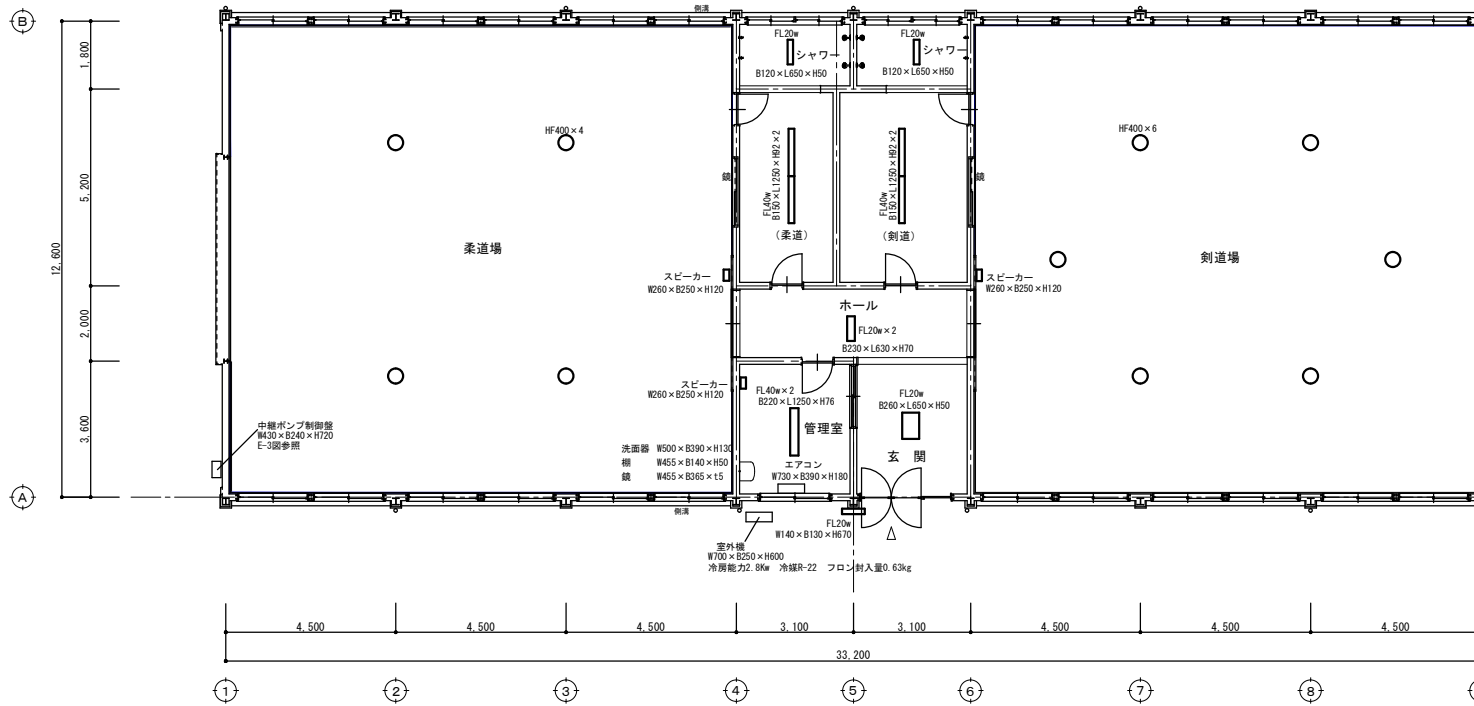 側溝
B
FL20w
シャワー
B120×L650×H50
FL20w
シャワー
B120×L650×H50
1,800
5,200
2,000
3,600
12,600
HF400×4
HF400×6
鏡
FL40w
B150×L1250×H92×2
(柔道)
FL40w
B150×L1250×H92×2
(剣道)
鏡
柔道場
剣道場
スピーカー
W260×B250×H120
スピーカー
W260×B250×H120
ホール
FL20w×2
B230×L630×H70
スピーカー
W260×B250×H120
FL40w×2
B220×L1250×H76
管理室
FL20w
B260×L650×H50
玄 関
中継ポンプ制御盤
W430×B240×H720
E-3図参照
洗面器 W500×B390×H130
棚 W455×B140×H50
鏡 W455×B365×t5
エアコン
W730×B390×H180
A
側溝
FL20w
W140×B130×H670
室外機
W700×B250×H600
冷房能力2.8Kw 冷媒R-22 フロン封入量0.63kg
4,500
4,500
4,500
3,100
3,100
4,500
4,500
4,500
33,200
1
2
3
4
5
6
7
8